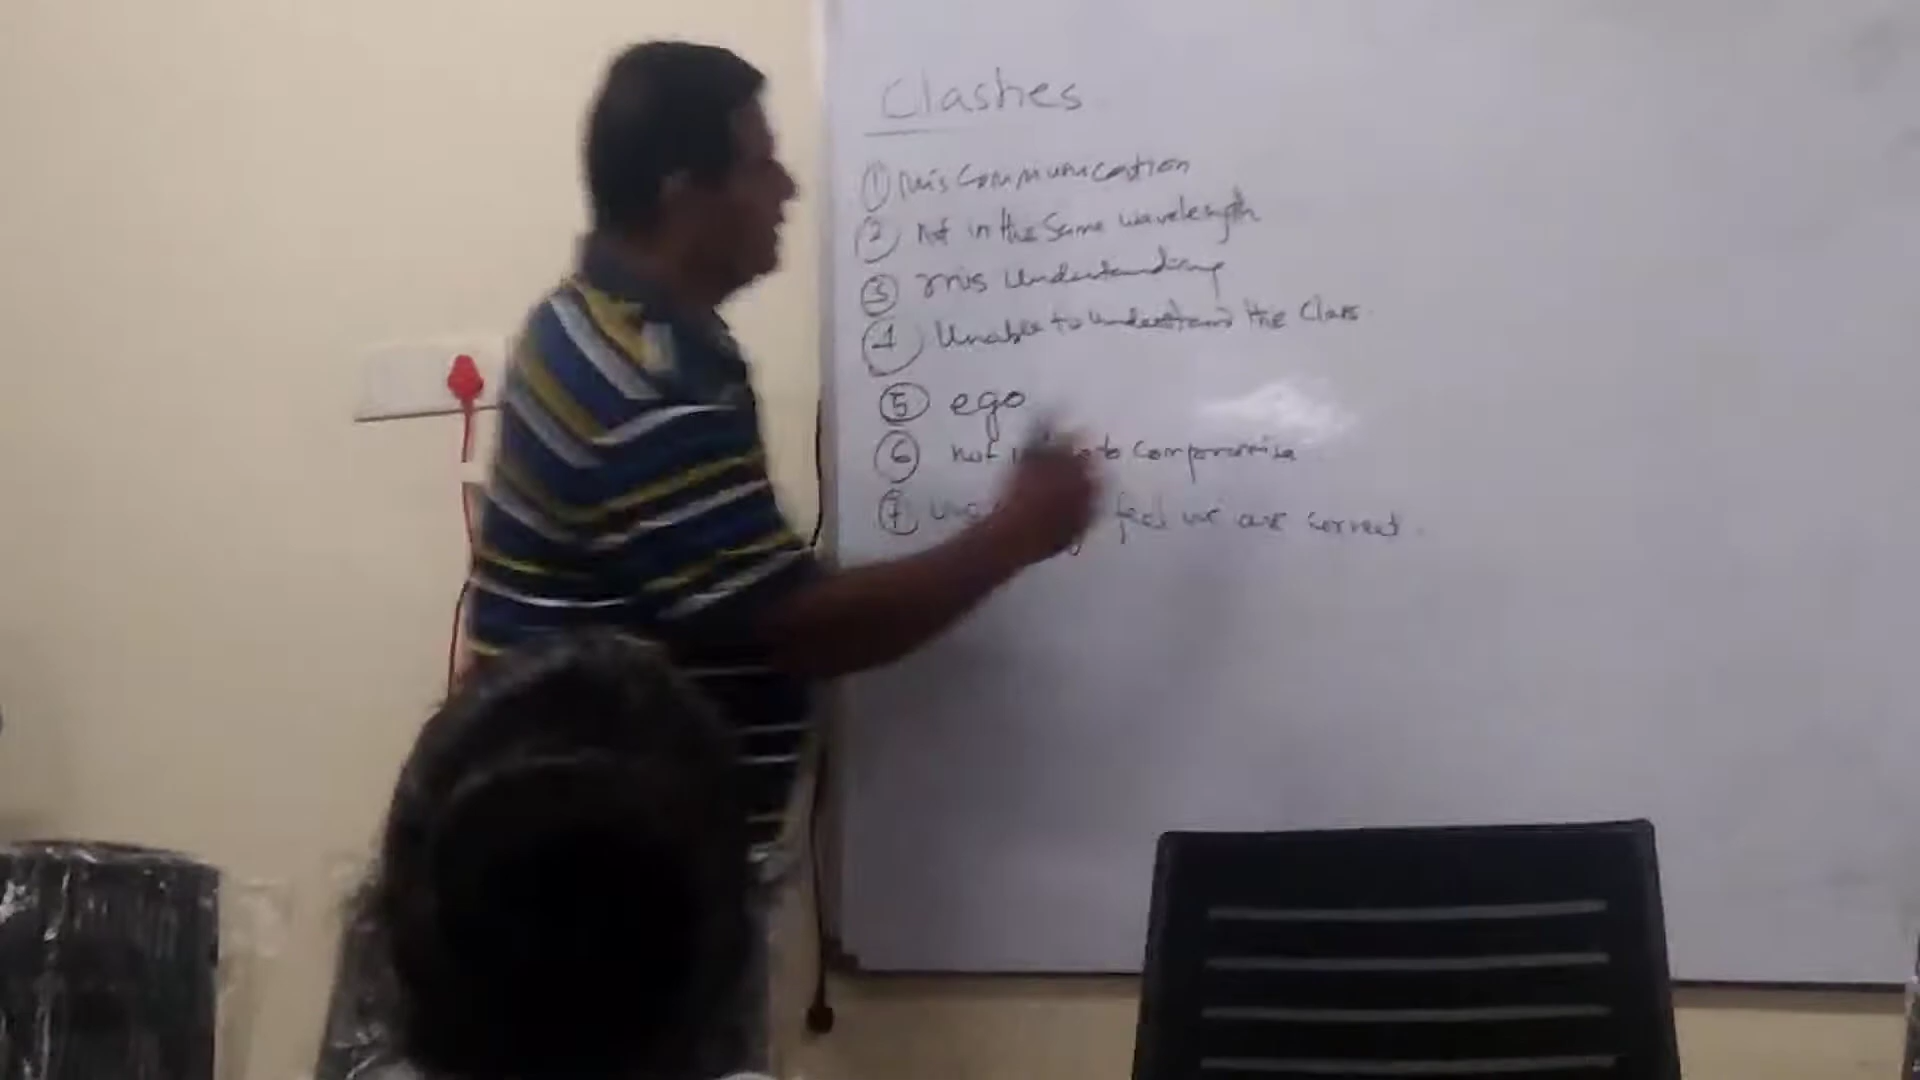 Clashes
① mis communication
② not in the same wavelength
③ mis understanding
④ Unable to understand the Class.
⑤ ego
⑥ not to compromise
⑦ feel we are correct.